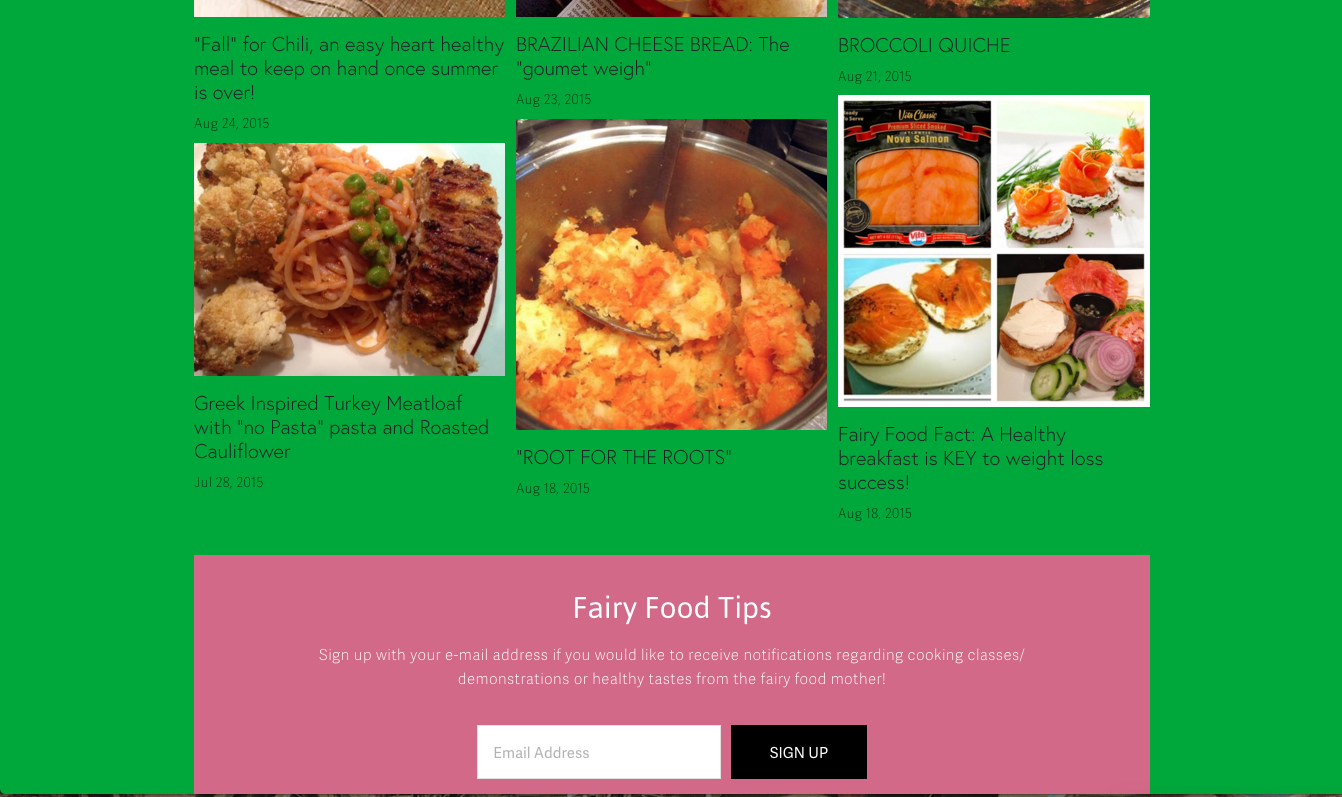 "Fall" for Chili, an easy heart healthy
meal to keep on hand once summer
is over!
Aug 24, 2015
BRAZILIAN CHEESE BREAD: The
"goumet weigh"
Aug 23, 2015
BROCCOLI QUICHE
Aug 21, 2015
Vita Classic
Premium Sliced Smoked
Nova Salmon
Vita
Greek Inspired Turkey Meatloaf
with "no Pasta" pasta and Roasted
Cauliflower
Jul 28, 2015
"ROOT FOR THE ROOTS"
Aug 18, 2015
Fairy Food Fact: A Healthy
breakfast is KEY to weight loss
success!
Aug 18, 2015
Fairy Food Tips
Sign up with your e-mail address if you would like to receive notifications regarding cooking classes/
demonstrations or healthy tastes from the fairy food mother!
Email Address
SIGN UP